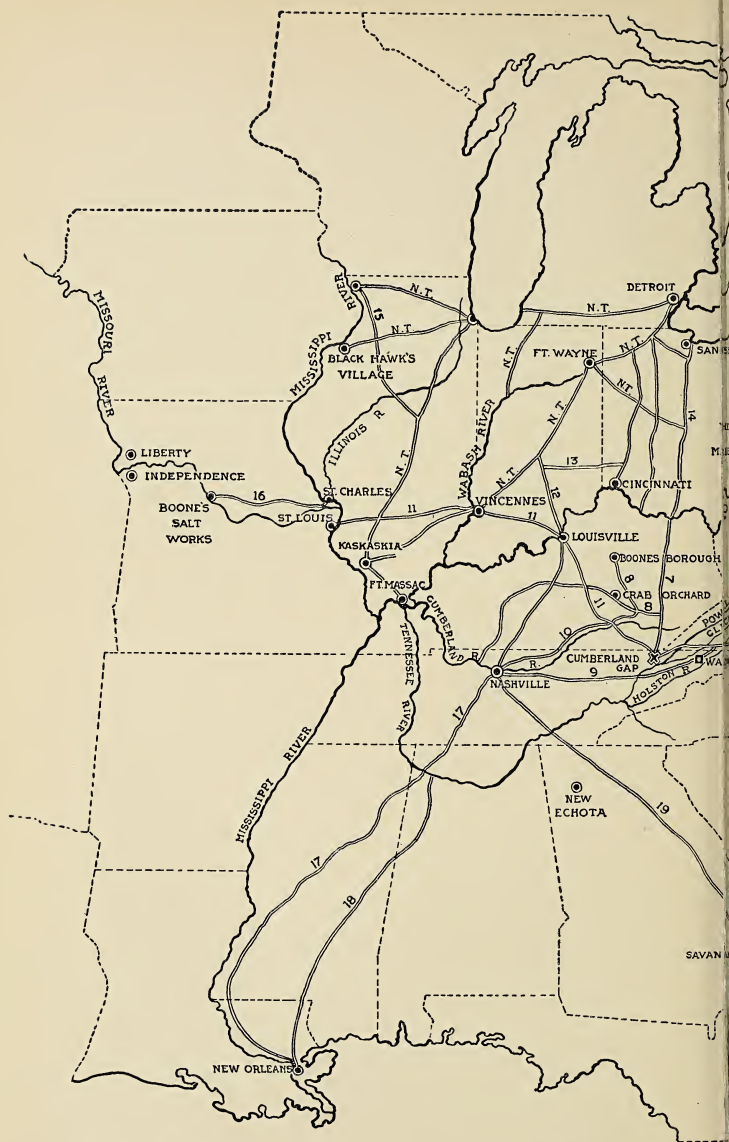 N.T.
DETROIT
N.T.
RIVER
15
MISSOURI
RIVER
MISSISSIPPI
N.T.
BLACK HAWK'S
VILLAGE
N.T.
FT. WAYNE
N.T.
N.T.
14
ILLINOIS R
N.T.
WABASH RIVER
N.T.
13
LIBERTY
INDEPENDENCE
16
BOONE'S
SALT
WORKS
ST. CHARLES
ST. LOUIS
11
VINCENNES
11
12
CINCINNATI
KASKASKIA
LOUISVILLE
BOONES BOROUGH
8
7
CRAB ORCHARD
8
11
FT. MASSAC
CUMBERLAND
R.
10
R.
CUMBERLAND
GAP
NASHVILLE
9
HOLSTON R
TENNESSEE
RIVER
17
MISSISSIPPI RIVER
NEW
ECHOTA
19
17
18
NEW ORLEANS